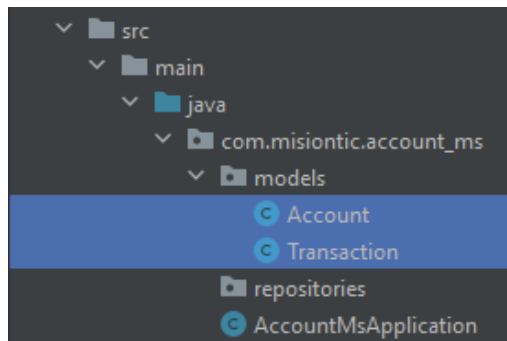 src
main
java
com.misiontic.account_ms
models
C Account
C Transaction
repositories
C AccountMsApplication